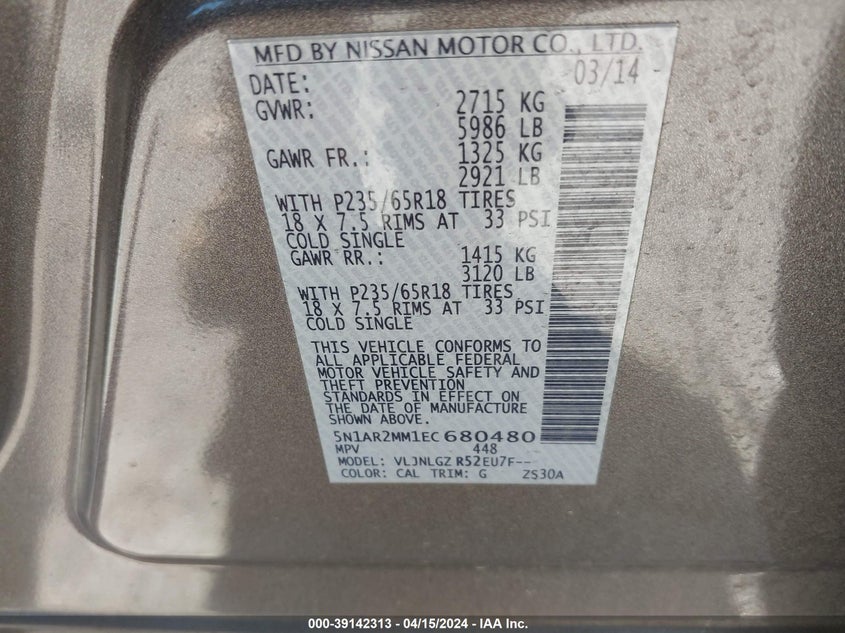 MFD BY NISSAN MOTOR CO., LTD.
DATE: 03/14
GVWR: 2715 KG
5986 LB
GAWR FR.: 1325 KG
2921 LB
WITH P235/65R18 TIRES
18 X 7.5 RIMS AT 33 PSI
COLD SINGLE
GAWR RR.: 1415 KG
3120 LB
WITH P235/65R18 TIRES
18 X 7.5 RIMS AT 33 PSI
COLD SINGLE
THIS VEHICLE CONFORMS TO
ALL APPLICABLE FEDERAL
MOTOR VEHICLE SAFETY AND
THEFT PREVENTION
STANDARDS IN EFFECT ON
THE DATE OF MANUFACTURE
SHOWN ABOVE.
5N1AR2MM1EC680480
MPV 448
MODEL: VLJNLGZ R52EU7F---
COLOR: CAL TRIM: G ZS30A
000-39142313 - 04/15/2024 - IAA Inc.